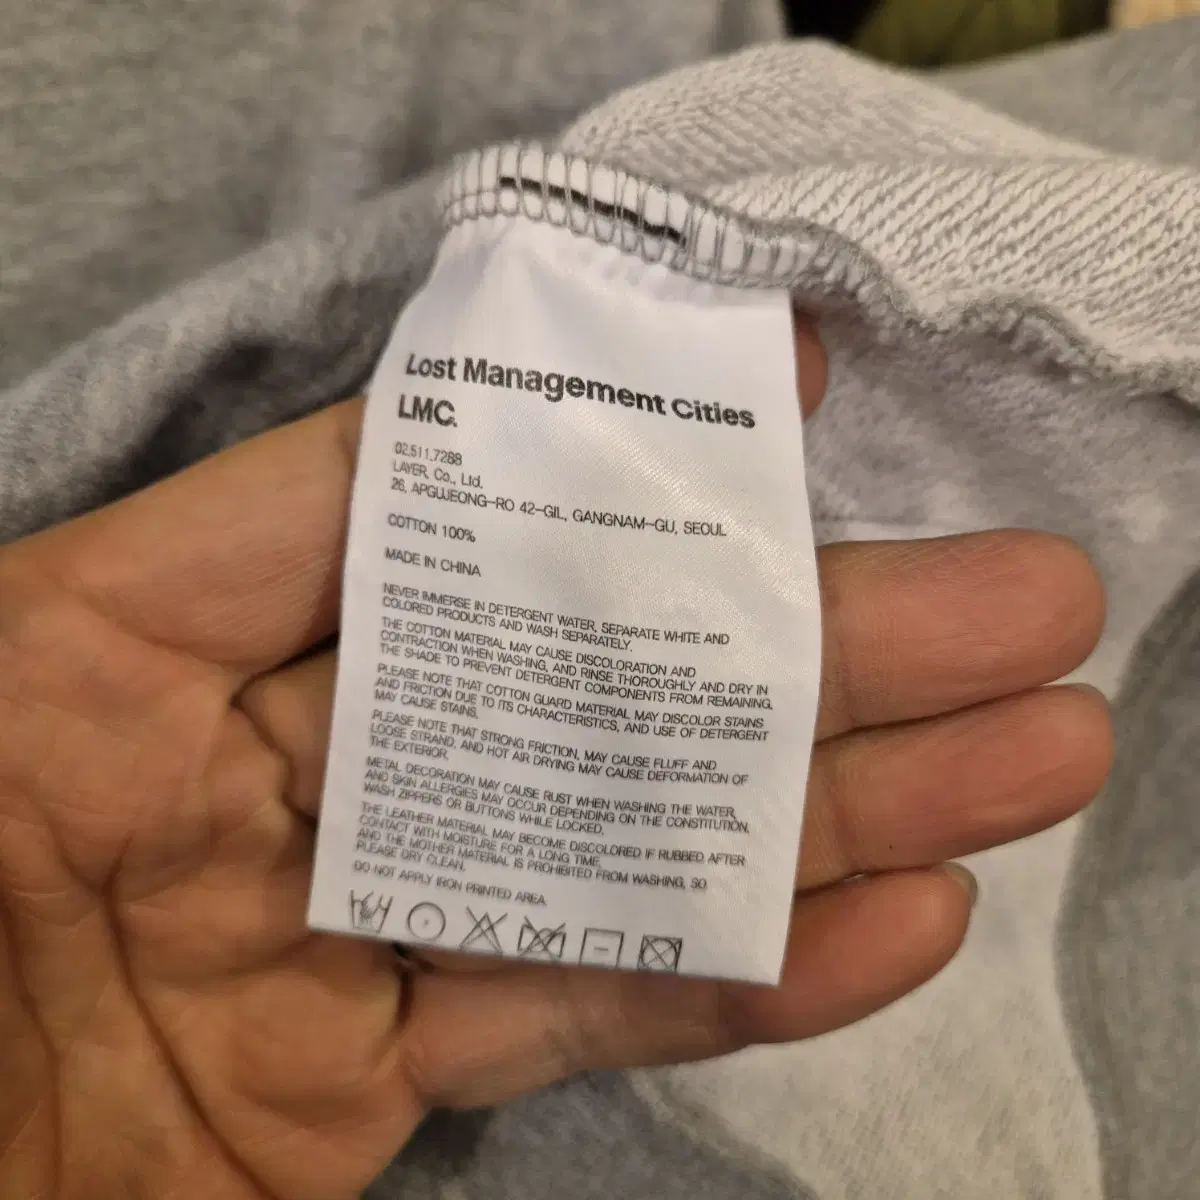 Lost Management Cities
LMC.
02.511.7288
LAYER, Co., Ltd.
26, APGUJEONG-RO 42-GIL, GANGNAM-GU, SEOUL
COTTON 100%
MADE IN CHINA
NEVER IMMERSE IN DETERGENT WATER, SEPARATE WHITE AND
COLORED PRODUCTS AND WASH SEPARATELY.
THE COTTON MATERIAL MAY CAUSE DISCOLORATION AND
CONTRACTION WHEN WASHING, AND RINSE THOROUGHLY AND DRY IN
THE SHADE TO PREVENT DETERGENT COMPONENTS FROM REMAINING.
PLEASE NOTE THAT COTTON GUARD MATERIAL MAY DISCOLOR STAINS
AND FRICTION DUE TO ITS CHARACTERISTICS, AND USE OF DETERGENT
MAY CAUSE STAINS.
PLEASE NOTE THAT STRONG FRICTION, MAY CAUSE FLUFF AND
LOOSE STRAND, AND HOT AIR DRYING MAY CAUSE DEFORMATION OF
THE EXTERIOR.
METAL DECORATION MAY CAUSE RUST WHEN WASHING THE WATER,
AND SKIN ALLERGIES MAY OCCUR DEPENDING ON THE CONSTITUTION.
WASH ZIPPERS OR BUTTONS WHILE LOCKED.
THE LEATHER MATERIAL MAY BECOME DISCOLORED IF RUBBED AFTER
CONTACT WITH MOISTURE FOR A LONG TIME.
AND THE MOTHER MATERIAL IS PROHIBITED FROM WASHING, SO
PLEASE DRY CLEAN.
DO NOT APPLY IRON PRINTED AREA.